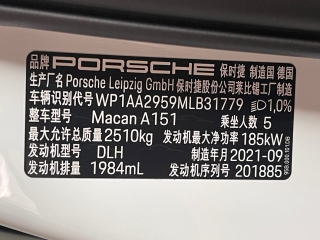 品牌 PORSCHE 保时捷 制造国 德国
生产厂名 Porsche Leipzig GmbH 保时捷股份公司莱比锡工厂制造
车辆识别代号 WP1AA2959MLB31779 1,0%
整车型号 Macan A151 乘坐人数 5
最大允许总质量 2510kg 发动机最大净功率 185kW
发动机型号 DLH 制造年月 2021-09
发动机排量 1984mL 发动机序列号 201885